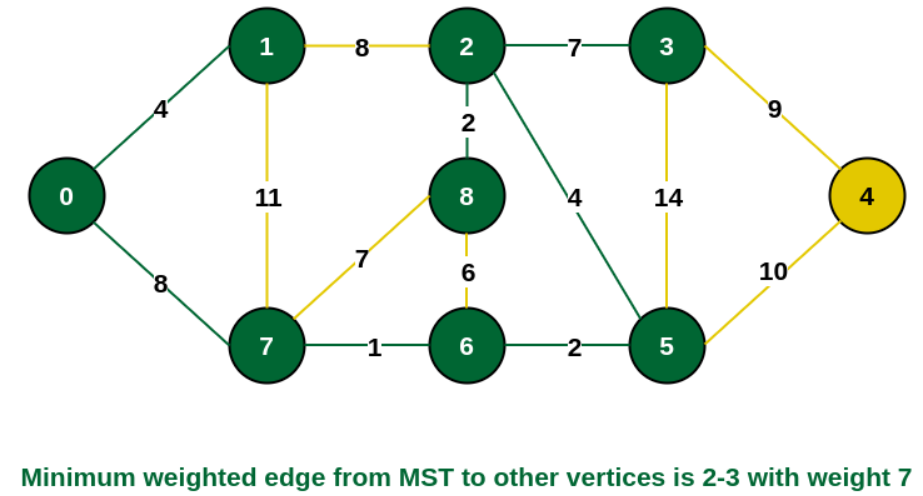 1 8 2 7 3
4 9
2
0 11 8 4 14 4
7
8 6 10
7 1 6 2 5
Minimum weighted edge from MST to other vertices is 2-3 with weight 7